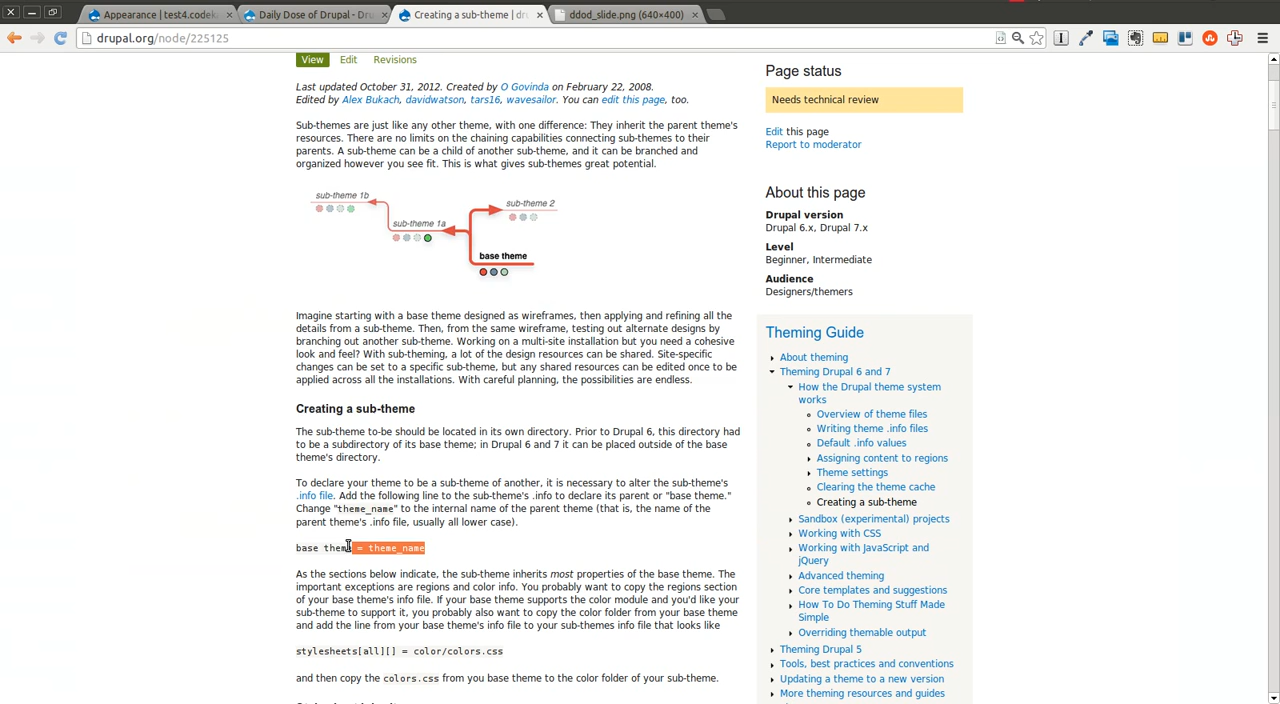 Appearance | test4.codek
Daily Dose of Drupal - Dr
Creating a sub-theme | dr
ddod_slide.png (640×400)
drupal.org/node/225125
View Edit Revisions
Last updated October 31, 2012. Created by O Govinda on February 22, 2008.
Edited by Alex Bukach, davidwatson, tars16, wavesailor. You can edit this page, too.
Sub-themes are just like any other theme, with one difference: They inherit the parent theme's
resources. There are no limits on the chaining capabilities connecting sub-themes to their
parents. A sub-theme can be a child of another sub-theme, and it can be branched and
organized however you see fit. This is what gives sub-themes great potential.
sub-theme 1b
sub-theme 2
sub-theme 1a
base theme
Imagine starting with a base theme designed as wireframes, then applying and refining all the
details from a sub-theme. Then, from the same wireframe, testing out alternate designs by
branching out another sub-theme. Working on a multi-site installation but you need a cohesive
look and feel? With sub-theming, a lot of the design resources can be shared. Site-specific
changes can be set to a specific sub-theme, but any shared resources can be edited once to be
applied across all the installations. With careful planning, the possibilities are endless.
Creating a sub-theme
The sub-theme to-be should be located in its own directory. Prior to Drupal 6, this directory had
to be a subdirectory of its base theme; in Drupal 6 and 7 it can be placed outside of the base
theme's directory.
To declare your theme to be a sub-theme of another, it is necessary to alter the sub-theme's
.info file. Add the following line to the sub-theme's .info to declare its parent or "base theme."
Change "theme_name" to the internal name of the parent theme (that is, the name of the
parent theme's .info file, usually all lower case).
base theme = theme_name
As the sections below indicate, the sub-theme inherits most properties of the base theme. The
important exceptions are regions and color info. You probably want to copy the regions section
of your base theme's info file. If your base theme supports the color module and you'd like your
sub-theme to support it, you probably also want to copy the color folder from your base theme
and add the line from your base theme's info file to your sub-themes info file that looks like
stylesheets[all][] = color/colors.css
and then copy the colors.css from you base theme to the color folder of your sub-theme.
Page status
Needs technical review
Edit this page
Report to moderator
About this page
Drupal version
Drupal 6.x, Drupal 7.x
Level
Beginner, Intermediate
Audience
Designers/themers
Theming Guide
About theming
Theming Drupal 6 and 7
How the Drupal theme system
works
Overview of theme files
Writing theme .info files
Default .info values
Assigning content to regions
Theme settings
Clearing the theme cache
Creating a sub-theme
Sandbox (experimental) projects
Working with CSS
Working with JavaScript and
jQuery
Advanced theming
Core templates and suggestions
How To Do Theming Stuff Made
Simple
Overriding themable output
Theming Drupal 5
Tools, best practices and conventions
Updating a theme to a new version
More theming resources and guides